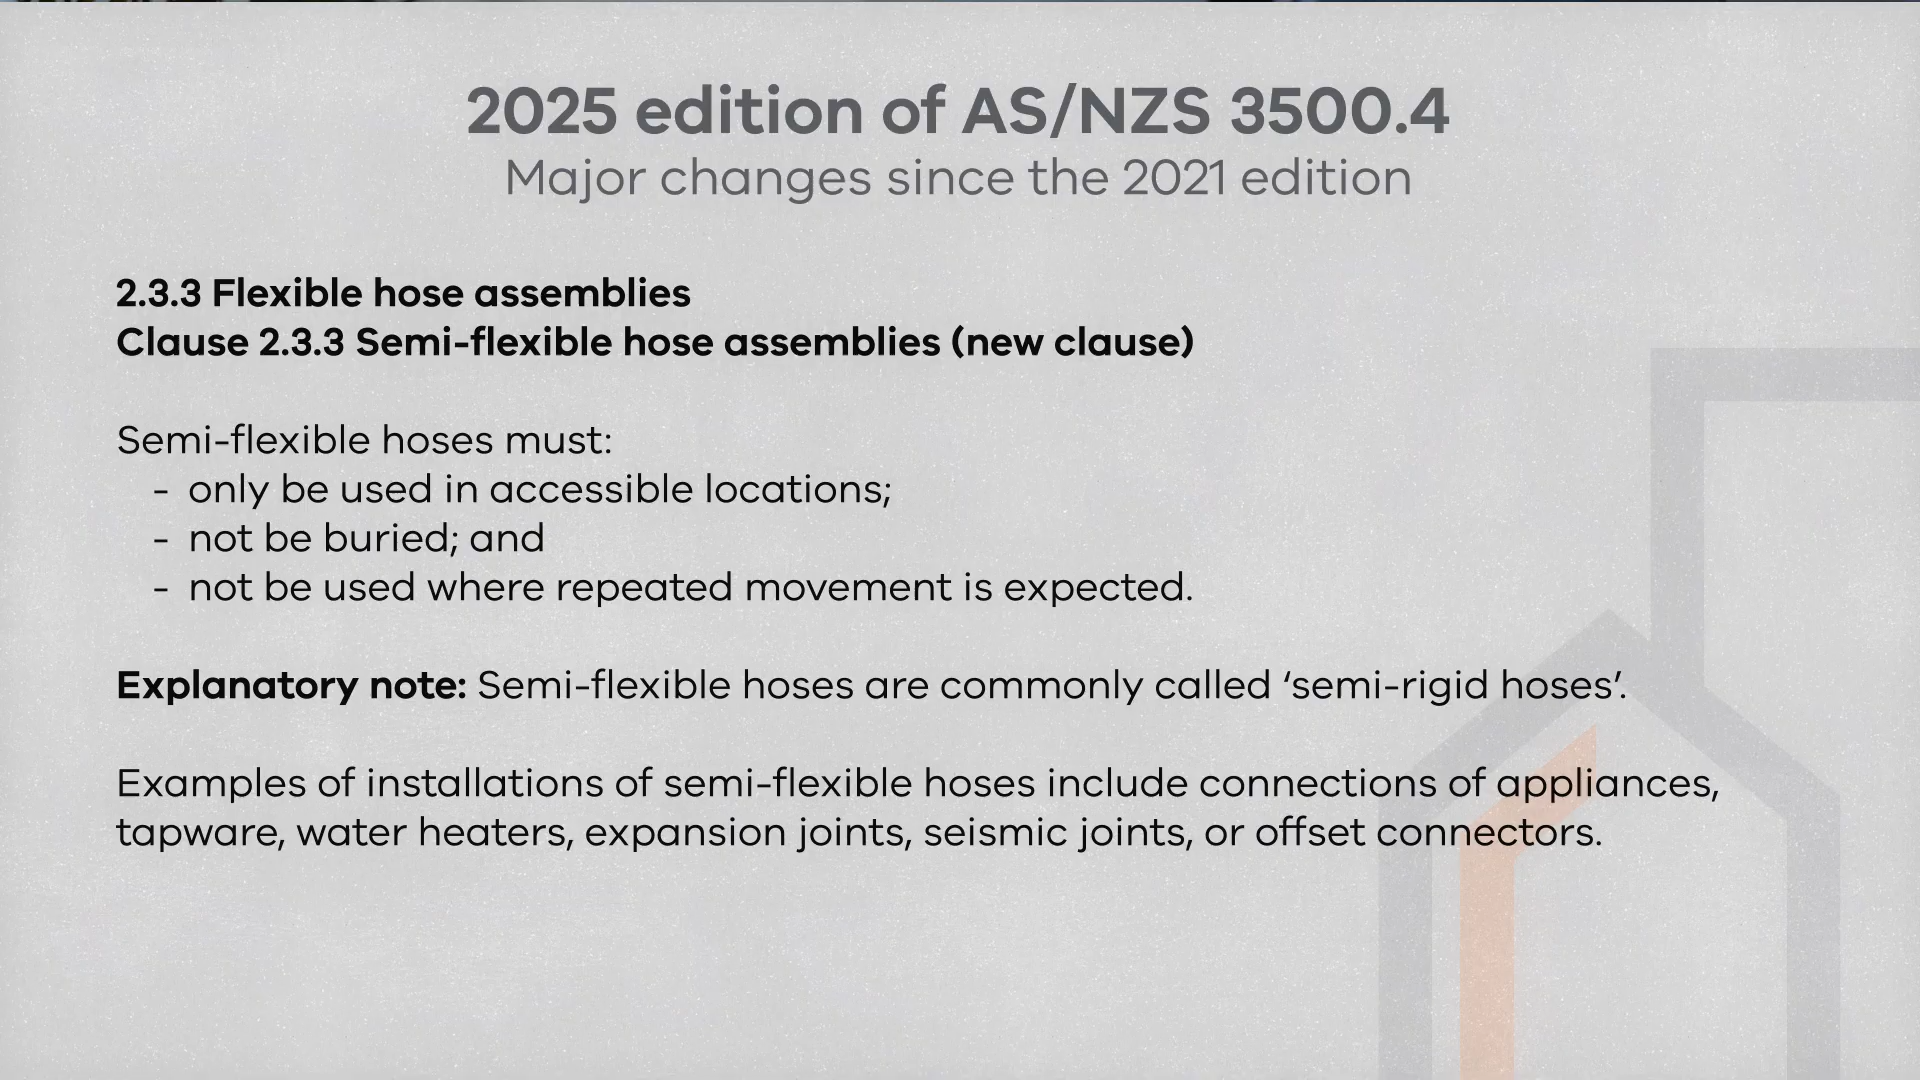 2025 edition of AS/NZS 3500.4
Major changes since the 2021 edition
2.3.3 Flexible hose assemblies
Clause 2.3.3 Semi-flexible hose assemblies (new clause)
Semi-flexible hoses must:
- only be used in accessible locations;
- not be buried; and
- not be used where repeated movement is expected.
Explanatory note: Semi-flexible hoses are commonly called ‘semi-rigid hoses’.
Examples of installations of semi-flexible hoses include connections of appliances,
tapware, water heaters, expansion joints, seismic joints, or offset connectors.